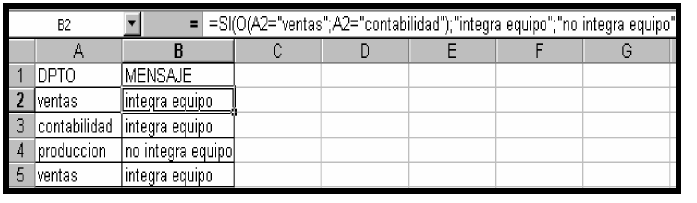 B2 = =SI(O(A2="ventas";A2="contabilidad");"integra equipo";"no integra equipo"
A B C D E F G
1 DPTO MENSAJE
2 ventas integra equipo
3 contabilidad integra equipo
4 produccion no integra equipo
5 ventas integra equipo